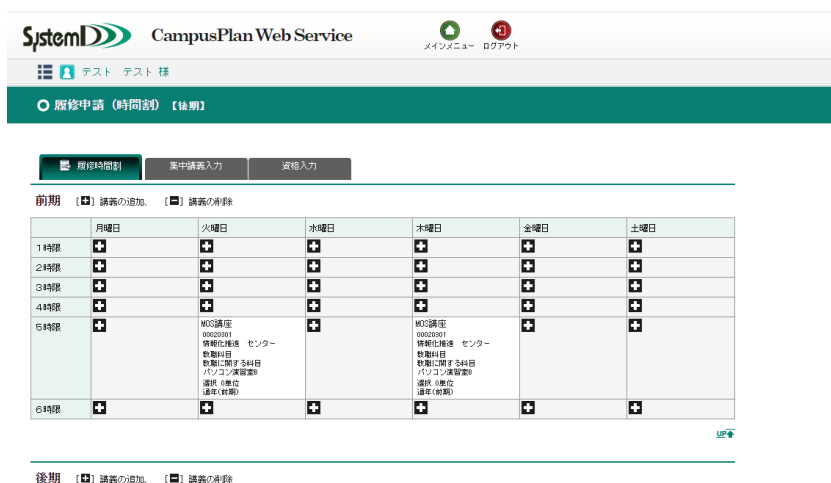 SystemD CampusPlan Web Service
メインメニュー ログアウト
テスト テスト 様
履修申請（時間割）【後期】
履修時間割 集中講義入力 資格入力
前期 [+] 講義の追加、 [-] 講義の削除
月曜日 火曜日 水曜日 木曜日 金曜日 土曜日
1時限
2時限
3時限
4時限
5時限
MOS講座
00020301
情報化推進 センター
教職科目
教職に関する科目
パソコン演習室B
選択 0単位
通年(前期)
MOS講座
00020301
情報化推進 センター
教職科目
教職に関する科目
パソコン演習室B
選択 0単位
通年(前期)
6時限
UP
後期 [+] 講義の追加、 [-] 講義の削除